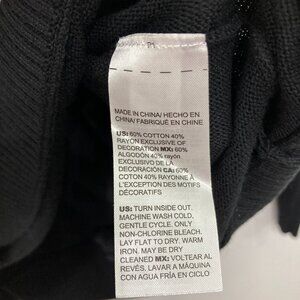 MADE IN CHINA/ HECHO EN
CHINA/ FABRIQUÉ EN CHINE
US: 60% COTTON 40%
RAYON EXCLUSIVE OF
DECORATION MX: 60%
ALGODÓN 40% rayón
EXCLUSIVO DE LA
DECORACIÓN CA: 60%
COTON 40% RAYONNE À
L'EXCEPTION DES MOTIFS
DÉCORATIFS
US: TURN INSIDE OUT.
MACHINE WASH COLD,
GENTLE CYCLE. ONLY
NON-CHLORINE BLEACH.
LAY FLAT TO DRY. WARM
IRON. MAY BE DRY
CLEANED MX: VOLTEAR AL
REVÉS. LAVAR A MÁQUINA
CON AGUA FRÍA EN CICLO